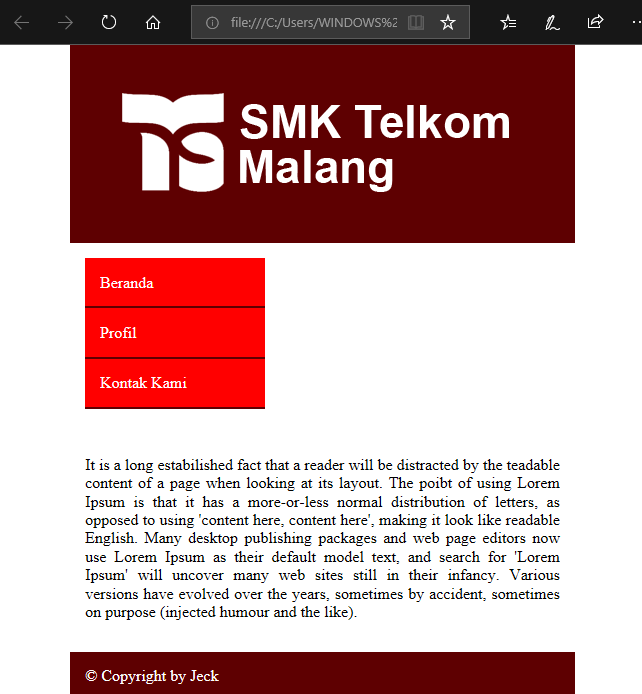 file:///C:/Users/WINDOWS%2
SMK Telkom
Malang
Beranda
Profil
Kontak Kami
It is a long estabilished fact that a reader will be distracted by the teadable
content of a page when looking at its layout. The poibt of using Lorem
Ipsum is that it has a more-or-less normal distribution of letters, as
opposed to using 'content here, content here', making it look like readable
English. Many desktop publishing packages and web page editors now
use Lorem Ipsum as their default model text, and search for 'Lorem
Ipsum' will uncover many web sites still in their infancy. Various
versions have evolved over the years, sometimes by accident, sometimes
on purpose (injected humour and the like).
© Copyright by Jeck